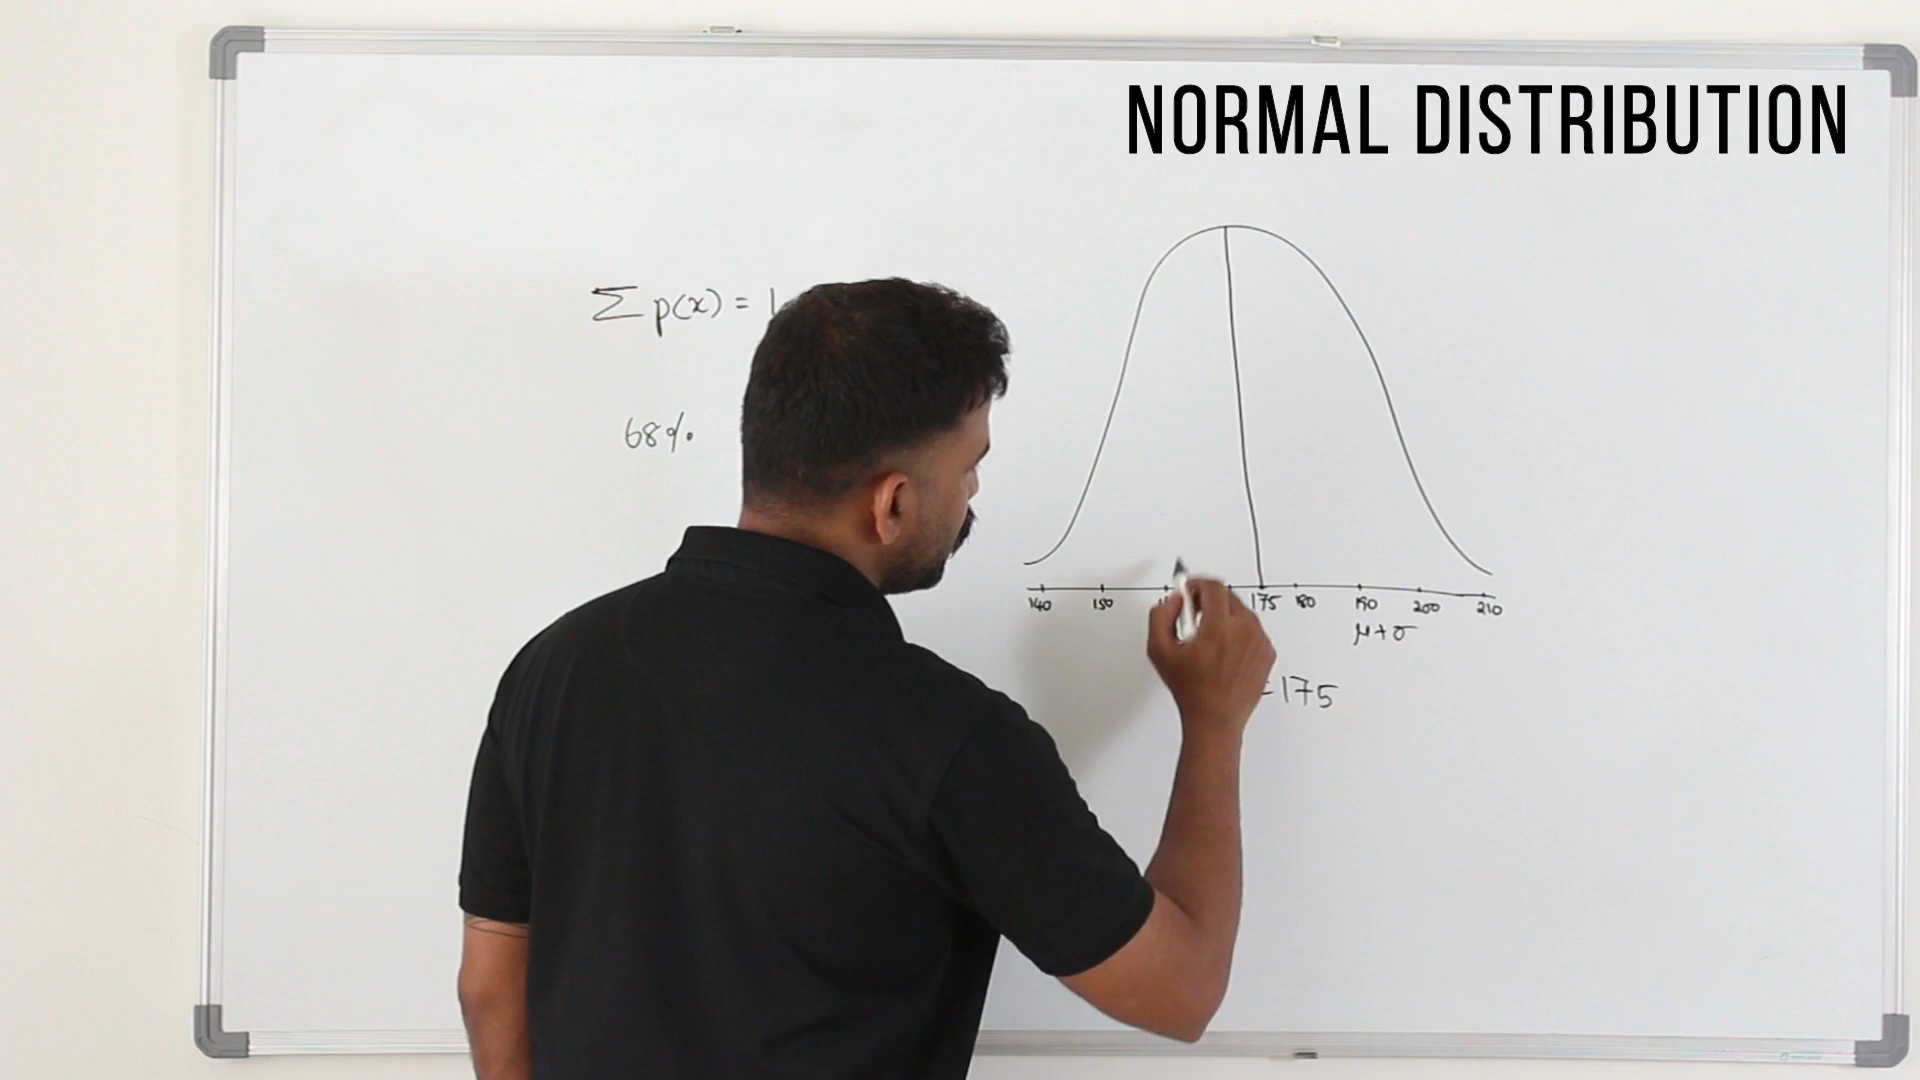 NORMAL DISTRIBUTION
∑ p(x) = 1
68%
140 150 175 180 190 200 210
μ+σ
=175